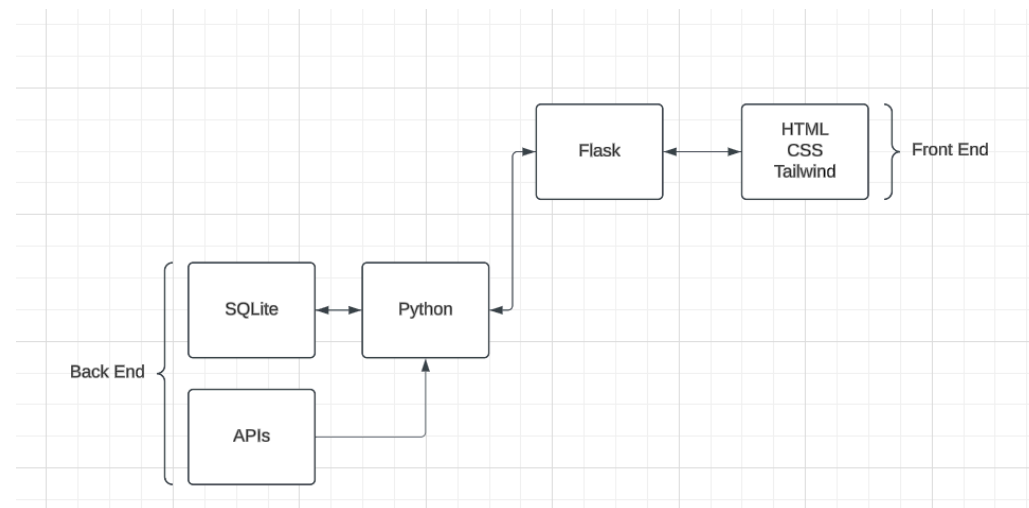 Flask
HTML
CSS
Tailwind
Front End
SQLite
Python
Back End
APIs